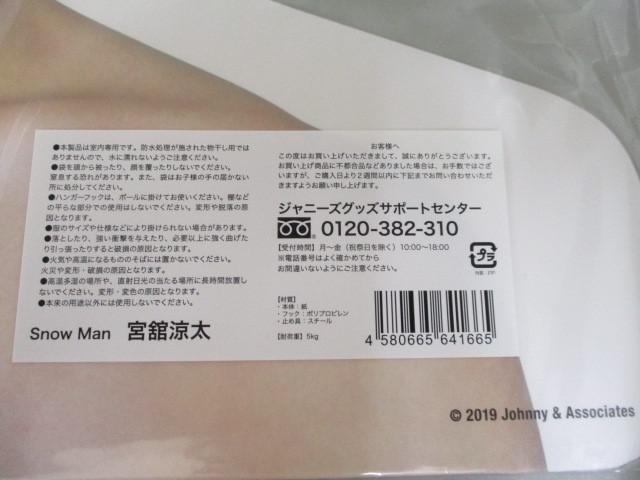 ●本製品は室内専用です。防水処理が施された物干し用では
ありませんので、水に濡れないようご注意ください。
●袋を頭から被ったり、顔を覆ったりしないでください。
窒息する恐れがあります。また、袋はお子様の手の届かない
所に処分してください。
●ハンガーフックは、ポールに掛けてお使いください。棚など
の平らな部分での使用はしないでください。変形や脱落の原
因となります。
●服のサイズや仕様などにより掛けられない場合があります。
●落としたり、強い衝撃を与えたり、必要以上に強く曲げた
り引っ張ったりすると破損の原因となります。
●火気や高温になるもののそばには置かないでください。
火災や変形・破損の原因となります。
●高温多湿の場所や、直射日光の当たる場所に長時間放置し
ないでください。変形・変色の原因となります。
●本来の用途以外には使用しないでください。
Snow Man 宮舘涼太
お客様へ
この度はお買い上げいただきまして、誠にありがとうございます。
お買い上げ商品に不都合品などありました場合は、お手数ではござ
いますが、ご購入日より2週間以内に下記までお問い合わせいただ
きますようお願い申し上げます。
ジャニーズグッズサポートセンター
0120-382-310
【受付時間】月〜金(祝祭日を除く)10:00〜18:00
※電話番号はよく確かめてから
お間違いないようにご注意ください。
プラ
【材質】
・本体:紙
・フック:ポリプロピレン
・止め具:スチール
【耐荷重】5kg
4 580665 641665
© 2019 Johnny & Associates